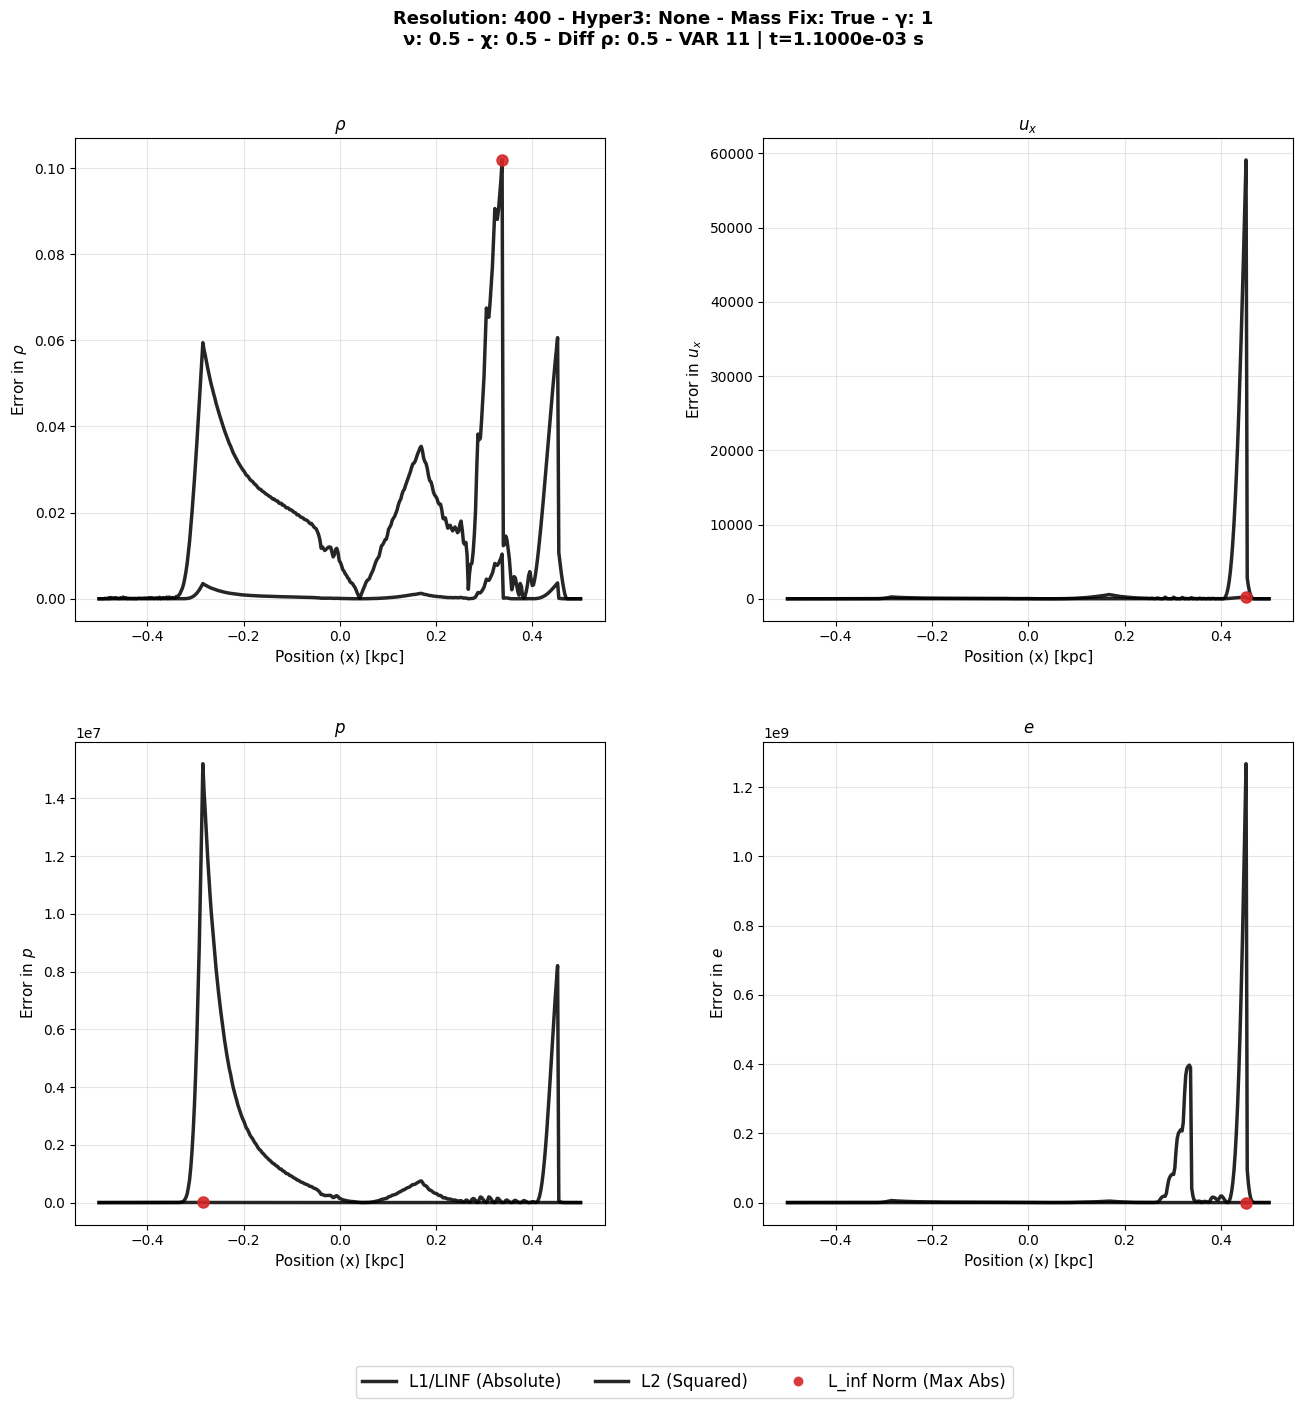 Resolution: 400 - Hyper3: None - Mass Fix: True - γ: 1
ν: 0.5 - χ: 0.5 - Diff ρ: 0.5 - VAR 11 | t=1.1000e-03 s
ρ
0.10
0.08
0.06
0.04
0.02
0.00
Error in ρ
−0.4 −0.2 0.0 0.2 0.4
Position (x) [kpc]
u_x
60000
50000
40000
30000
20000
10000
0
Error in u_x
−0.4 −0.2 0.0 0.2 0.4
Position (x) [kpc]
1e7
p
1.4
1.2
1.0
0.8
0.6
0.4
0.2
0.0
Error in p
−0.4 −0.2 0.0 0.2 0.4
Position (x) [kpc]
1e9
e
1.2
1.0
0.8
0.6
0.4
0.2
0.0
Error in e
−0.4 −0.2 0.0 0.2 0.4
Position (x) [kpc]
L1/LINF (Absolute) L2 (Squared) L_inf Norm (Max Abs)